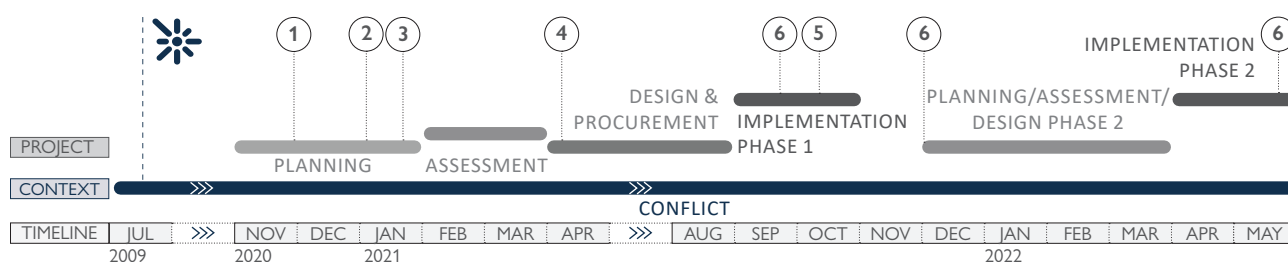 1 2 3 4 6 5 6 6
IMPLEMENTATION
PHASE 2
DESIGN &
PROCUREMENT
PLANNING/ASSESSMENT/
DESIGN PHASE 2
IMPLEMENTATION
PHASE 1
PROJECT
PLANNING
ASSESSMENT
CONTEXT
CONFLICT
TIMELINE JUL NOV DEC JAN FEB MAR APR AUG SEP OCT NOV DEC JAN FEB MAR APR MAY
2009 2020 2021 2022